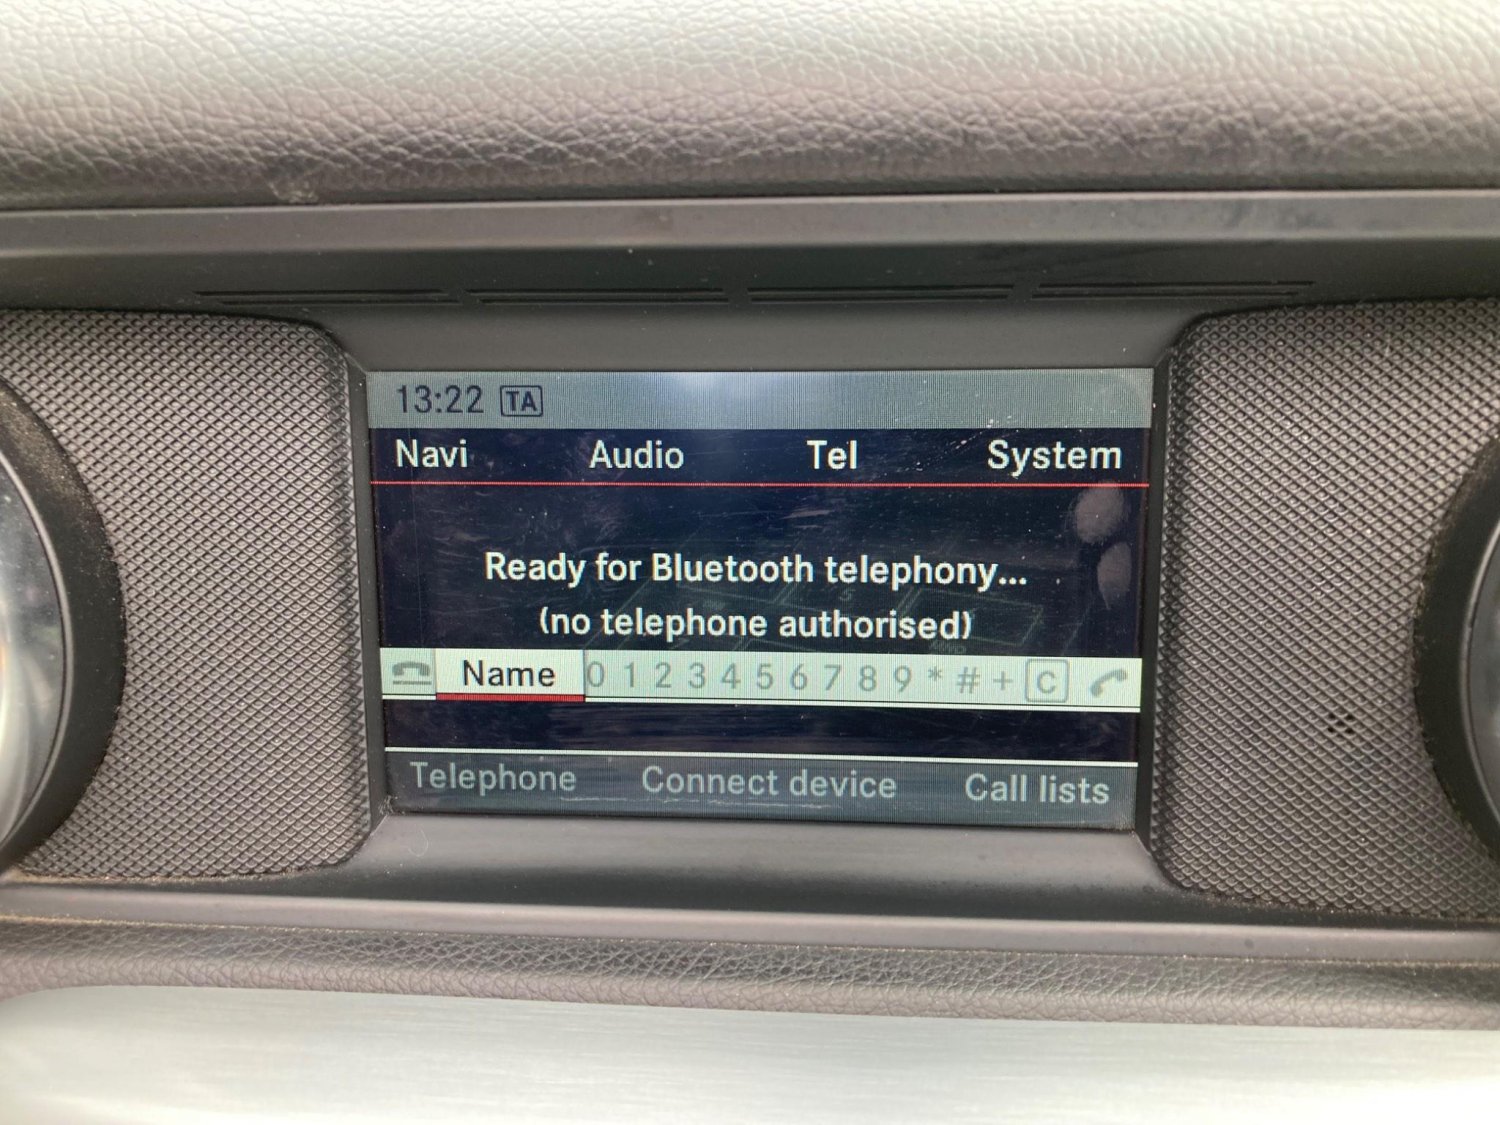 13:22 TA
Navi Audio Tel System
Ready for Bluetooth telephony...
(no telephone authorised)
Name 0 1 2 3 4 5 6 7 8 9 * # + C
Telephone Connect device Call lists